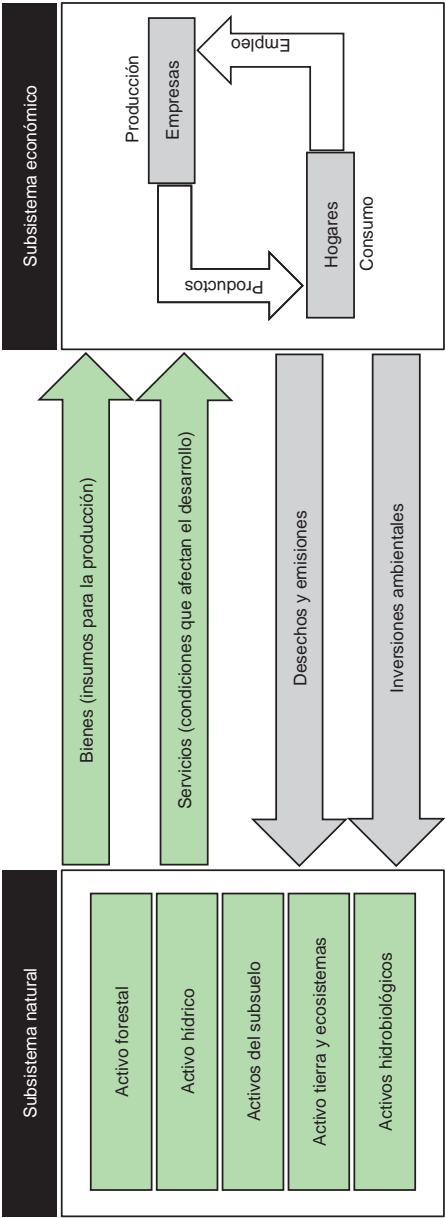 Subsistema natural
Activo forestal
Activo hídrico
Activos del subsuelo
Activo tierra y ecosistemas
Activos hidrobiológicos
Bienes (insumos para la producción)
Servicios (condiciones que afectan el desarrollo)
Desechos y emisiones
Inversiones ambientales
Subsistema económico
Producción
Empresas
Productos
Empleo
Hogares
Consumo